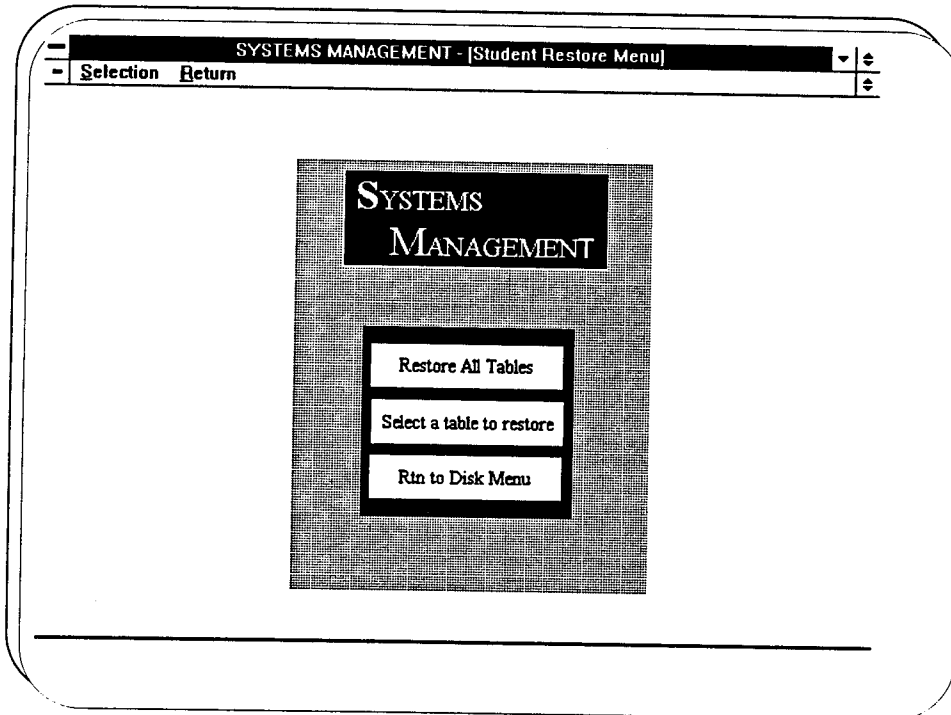 SYSTEMS MANAGEMENT - [Student Restore Menu]
Selection Return
SYSTEMS
MANAGEMENT
Restore All Tables
Select a table to restore
Rtn to Disk Menu